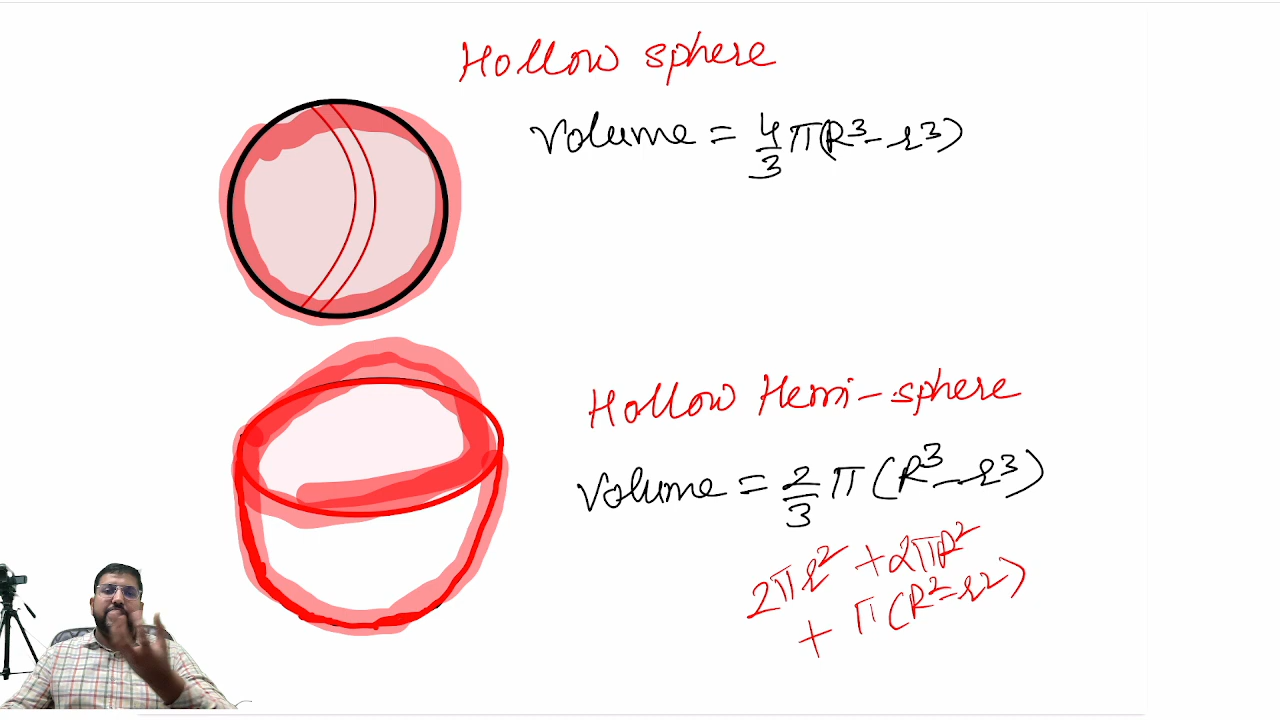 Hollow sphere
Volume = 4/3 π(R³-r³)
Hollow Hemi-sphere
Volume = 2/3 π(R³-r³)
2πr² + 2πR²
+ π(R²-r²)